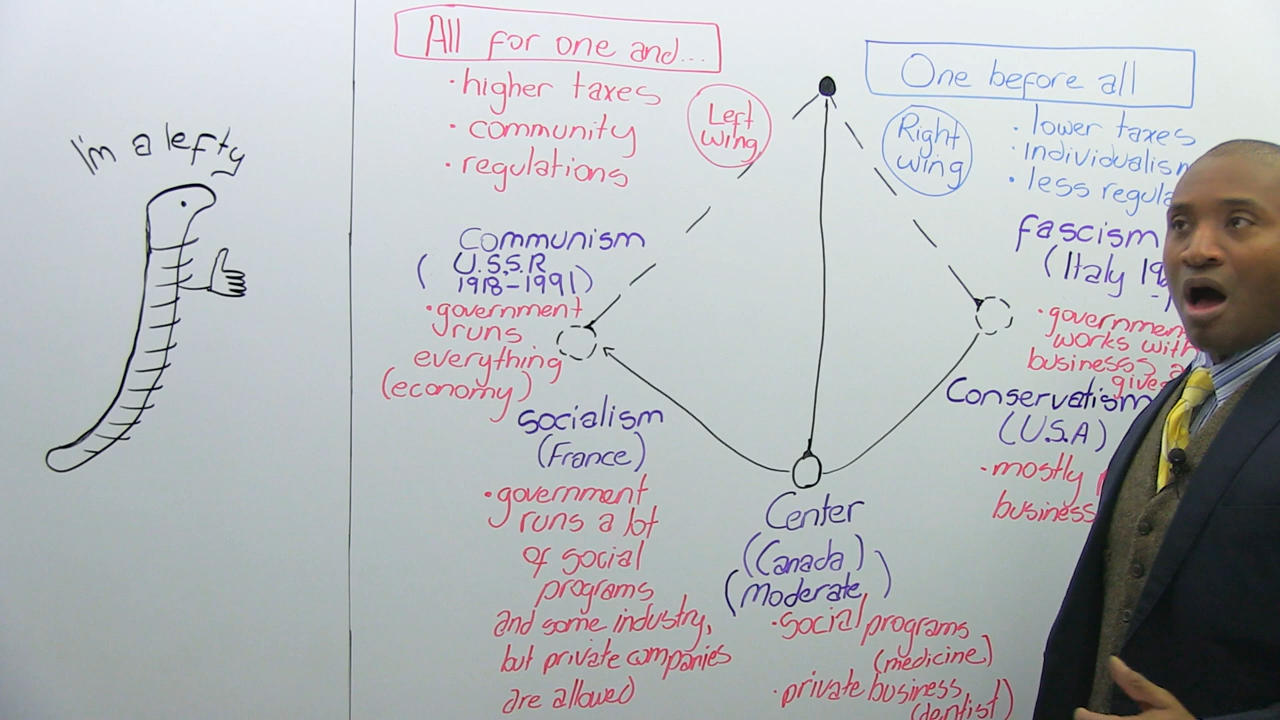 I'm a lefty
All for one and...
• higher taxes
• community
• regulations
Left
wing
One before all
Right
wing
• lower taxes
• individualism
• less
Communism
( U.S.S.R
1918-1991)
• government
runs
everything
(economy)
socialism
(France)
• government
runs a lot
of social
programs
and some industry,
but private companies
are allowed
Center
(Canada)
(Moderate)
• social programs
(medicine)
• private business
(dentist)
fascism
(Italy
• government
works with
business
gives
Conservatism
(U.S.A)
• mostly
business